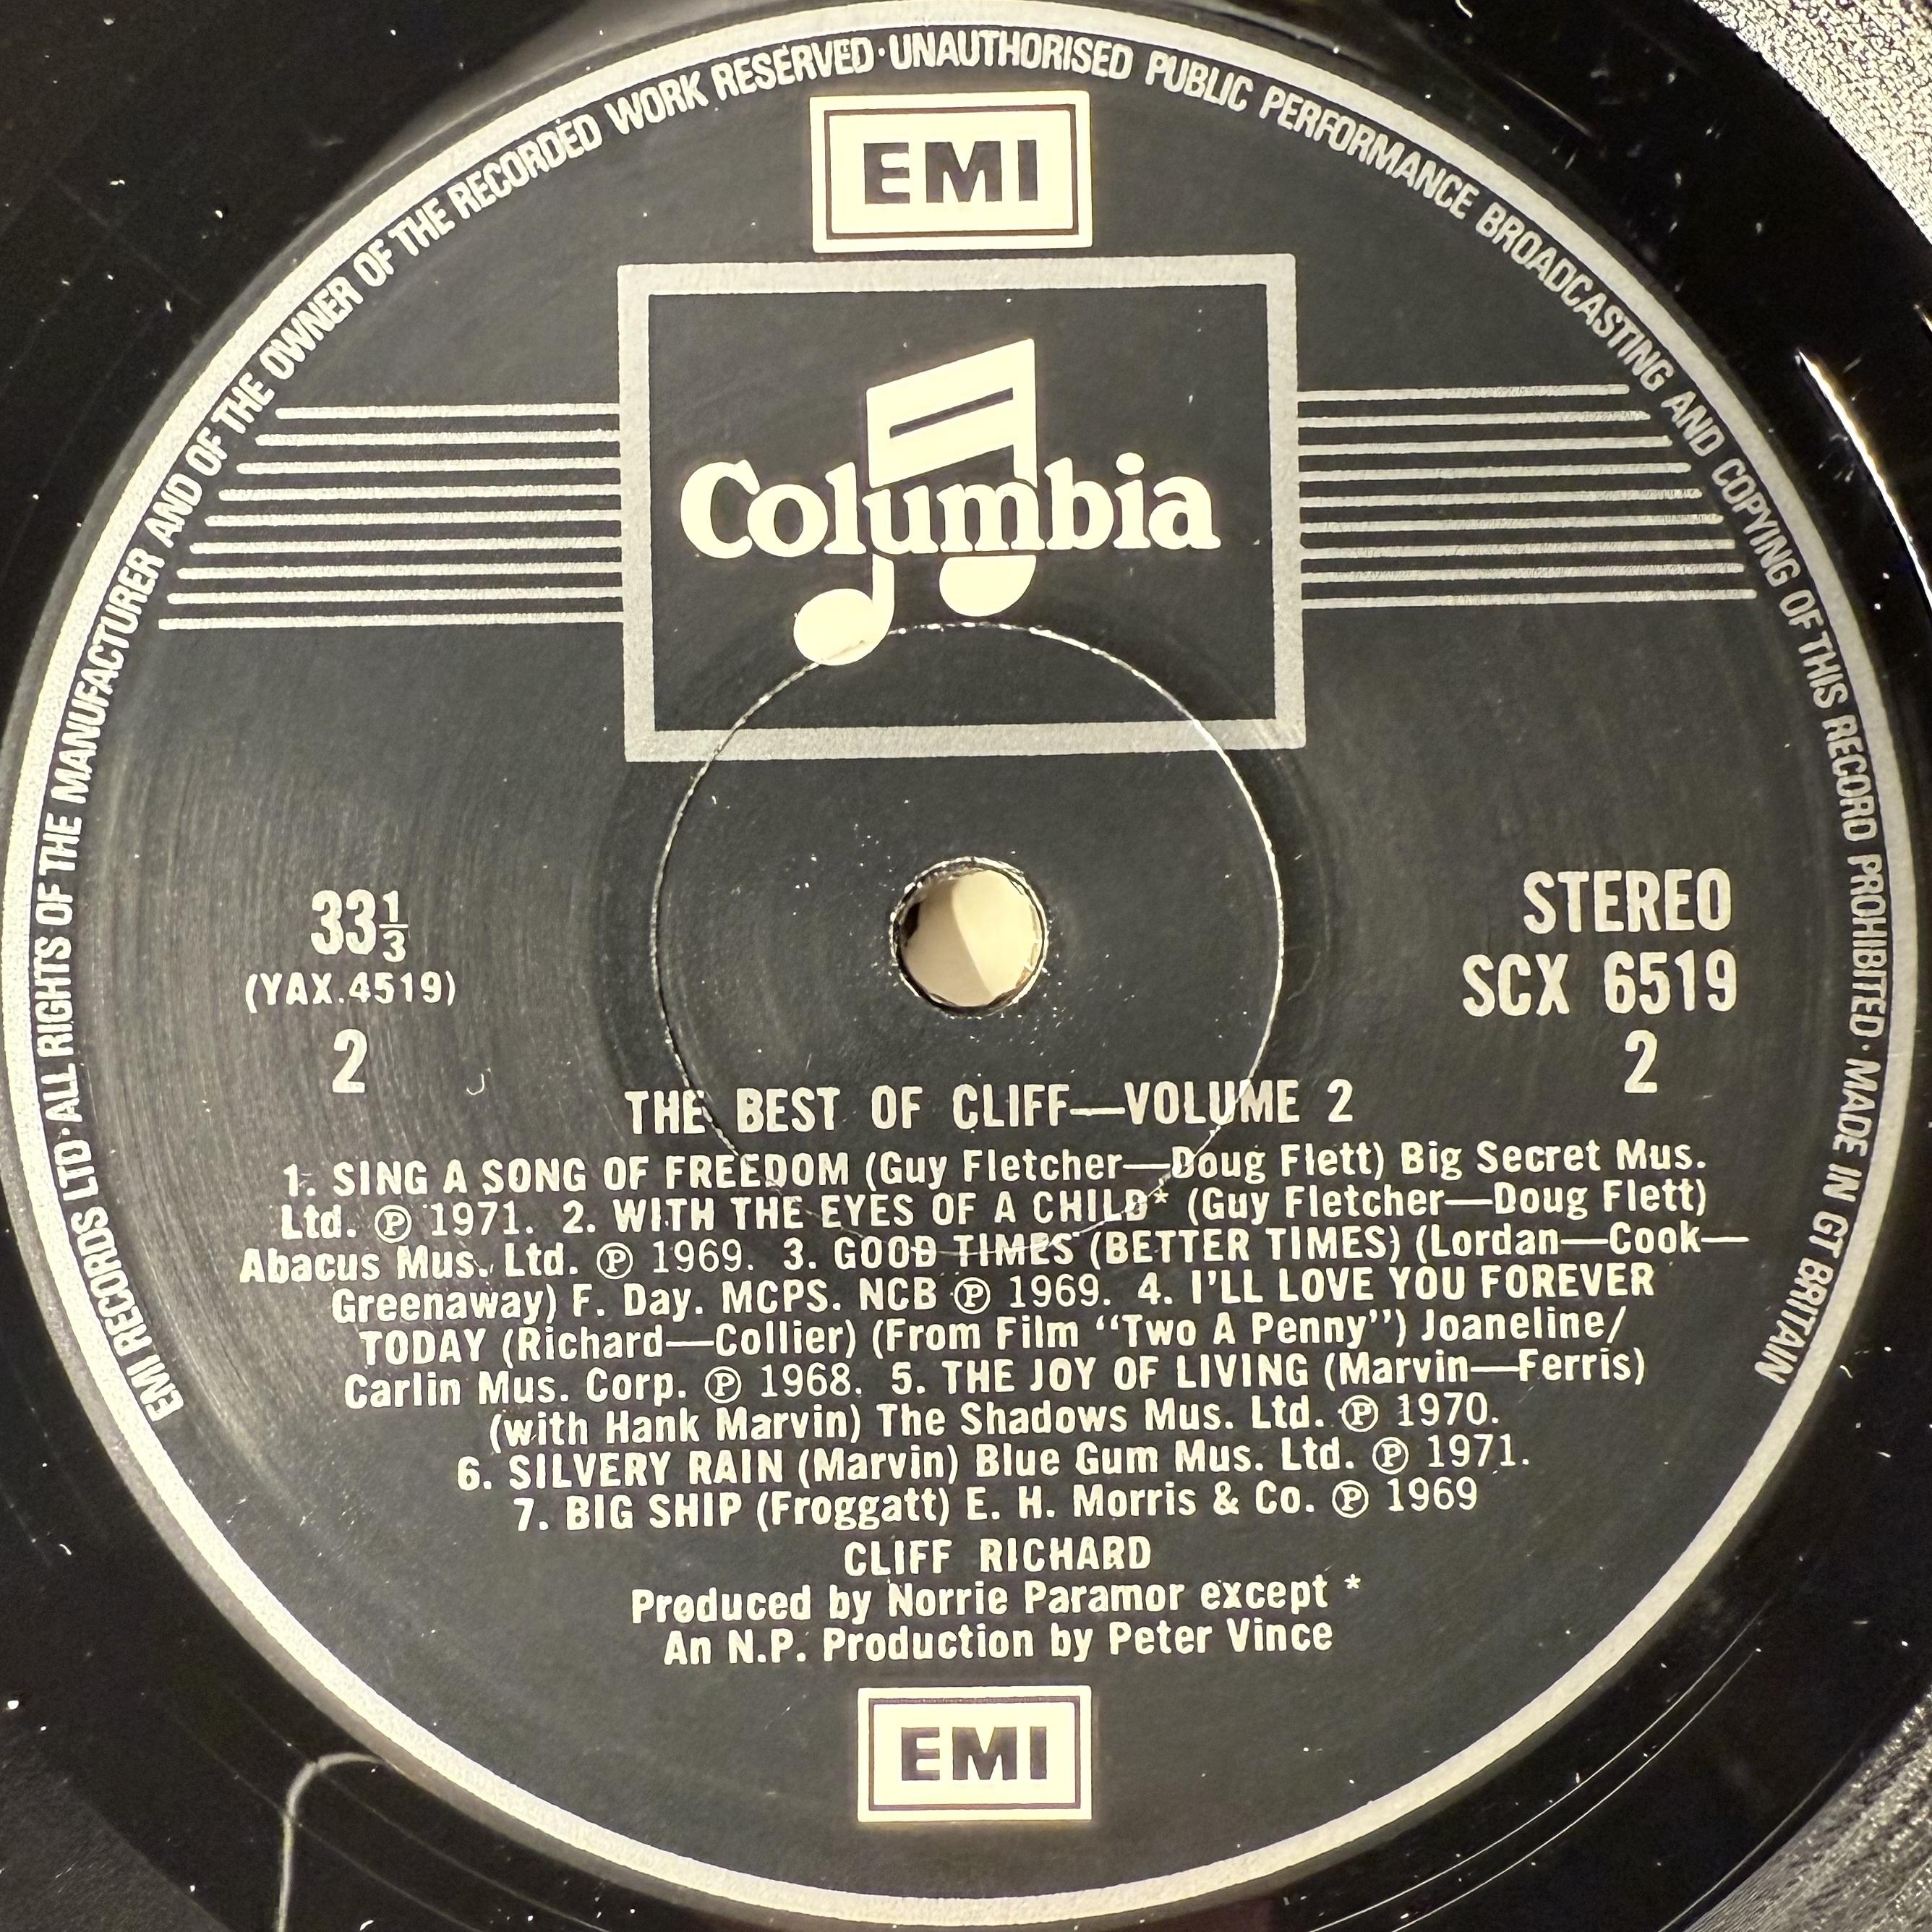 EMI RECORDS LTD · ALL RIGHTS OF THE MANUFACTURER AND OF THE OWNER OF THE RECORDED WORK RESERVED · UNAUTHORISED PUBLIC PERFORMANCE BROADCASTING AND COPYING OF THIS RECORD PROHIBITED · MADE IN GT BRITAIN
EMI
Columbia
33⅓
(YAX.4519)
2
STEREO
SCX 6519
2
THE BEST OF CLIFF—VOLUME 2
1. SING A SONG OF FREEDOM (Guy Fletcher—Doug Flett) Big Secret Mus.
Ltd. ℗ 1971. 2. WITH THE EYES OF A CHILD* (Guy Fletcher—Doug Flett)
Abacus Mus. Ltd. ℗ 1969. 3. GOOD TIMES (BETTER TIMES) (Lordan—Cook—
Greenaway) F. Day. MCPS. NCB ℗ 1969. 4. I'LL LOVE YOU FOREVER
TODAY (Richard—Collier) (From Film “Two A Penny”) Joaneline/
Carlin Mus. Corp. ℗ 1968. 5. THE JOY OF LIVING (Marvin—Ferris)
(with Hank Marvin) The Shadows Mus. Ltd. ℗ 1970.
6. SILVERY RAIN (Marvin) Blue Gum Mus. Ltd. ℗ 1971.
7. BIG SHIP (Froggatt) E. H. Morris & Co. ℗ 1969
CLIFF RICHARD
Produced by Norrie Paramor except *
An N.P. Production by Peter Vince
EMI